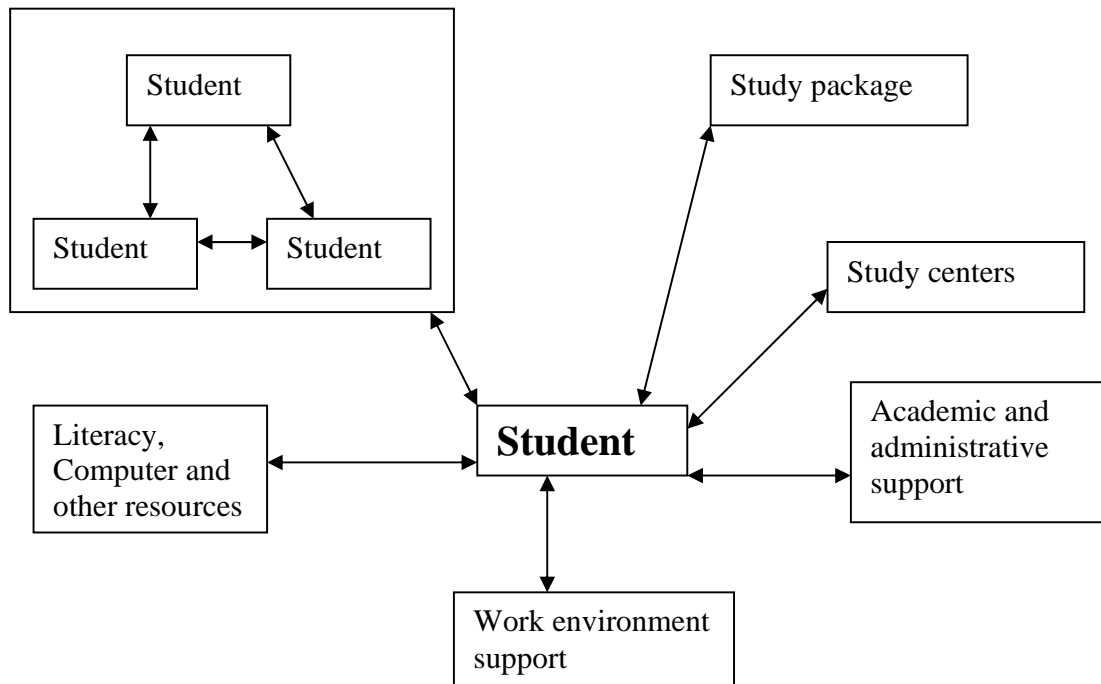 Student
Study package
Student
Student
Study centers
Literacy,
Computer and
other resources
Student
Academic and
administrative
support
Work environment
support